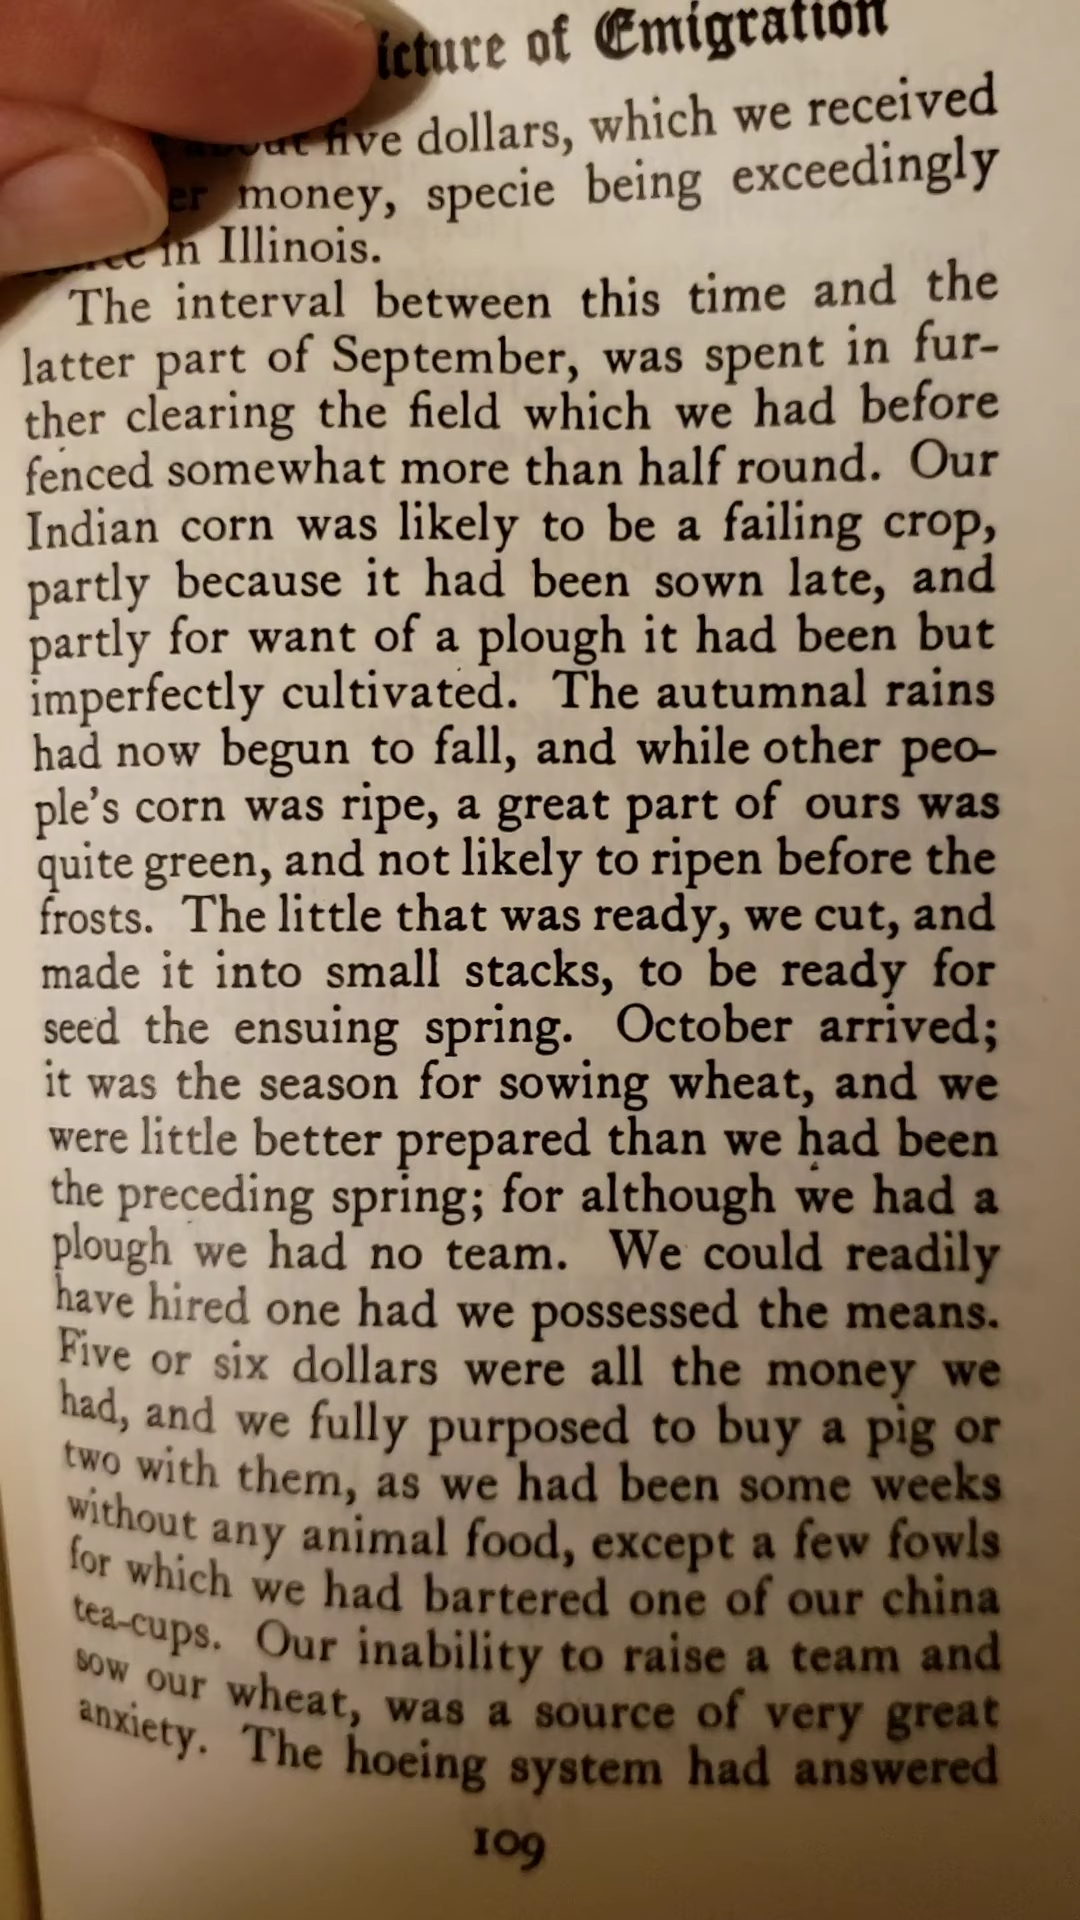 icture of Emigration
five dollars, which we received
er money, specie being exceedingly
in Illinois.
The interval between this time and the
latter part of September, was spent in fur-
ther clearing the field which we had before
fenced somewhat more than half round. Our
Indian corn was likely to be a failing crop,
partly because it had been sown late, and
partly for want of a plough it had been but
imperfectly cultivated. The autumnal rains
had now begun to fall, and while other peo-
ple's corn was ripe, a great part of ours was
quite green, and not likely to ripen before the
frosts. The little that was ready, we cut, and
made it into small stacks, to be ready for
seed the ensuing spring. October arrived;
it was the season for sowing wheat, and we
were little better prepared than we had been
the preceding spring; for although we had a
plough we had no team. We could readily
have hired one had we possessed the means.
Five or six dollars were all the money we
had, and we fully purposed to buy a pig or
two with them, as we had been some weeks
without any animal food, except a few fowls
for which we had bartered one of our china
tea-cups. Our inability to raise a team and
sow our wheat, was a source of very great
anxiety. The hoeing system had answered
109